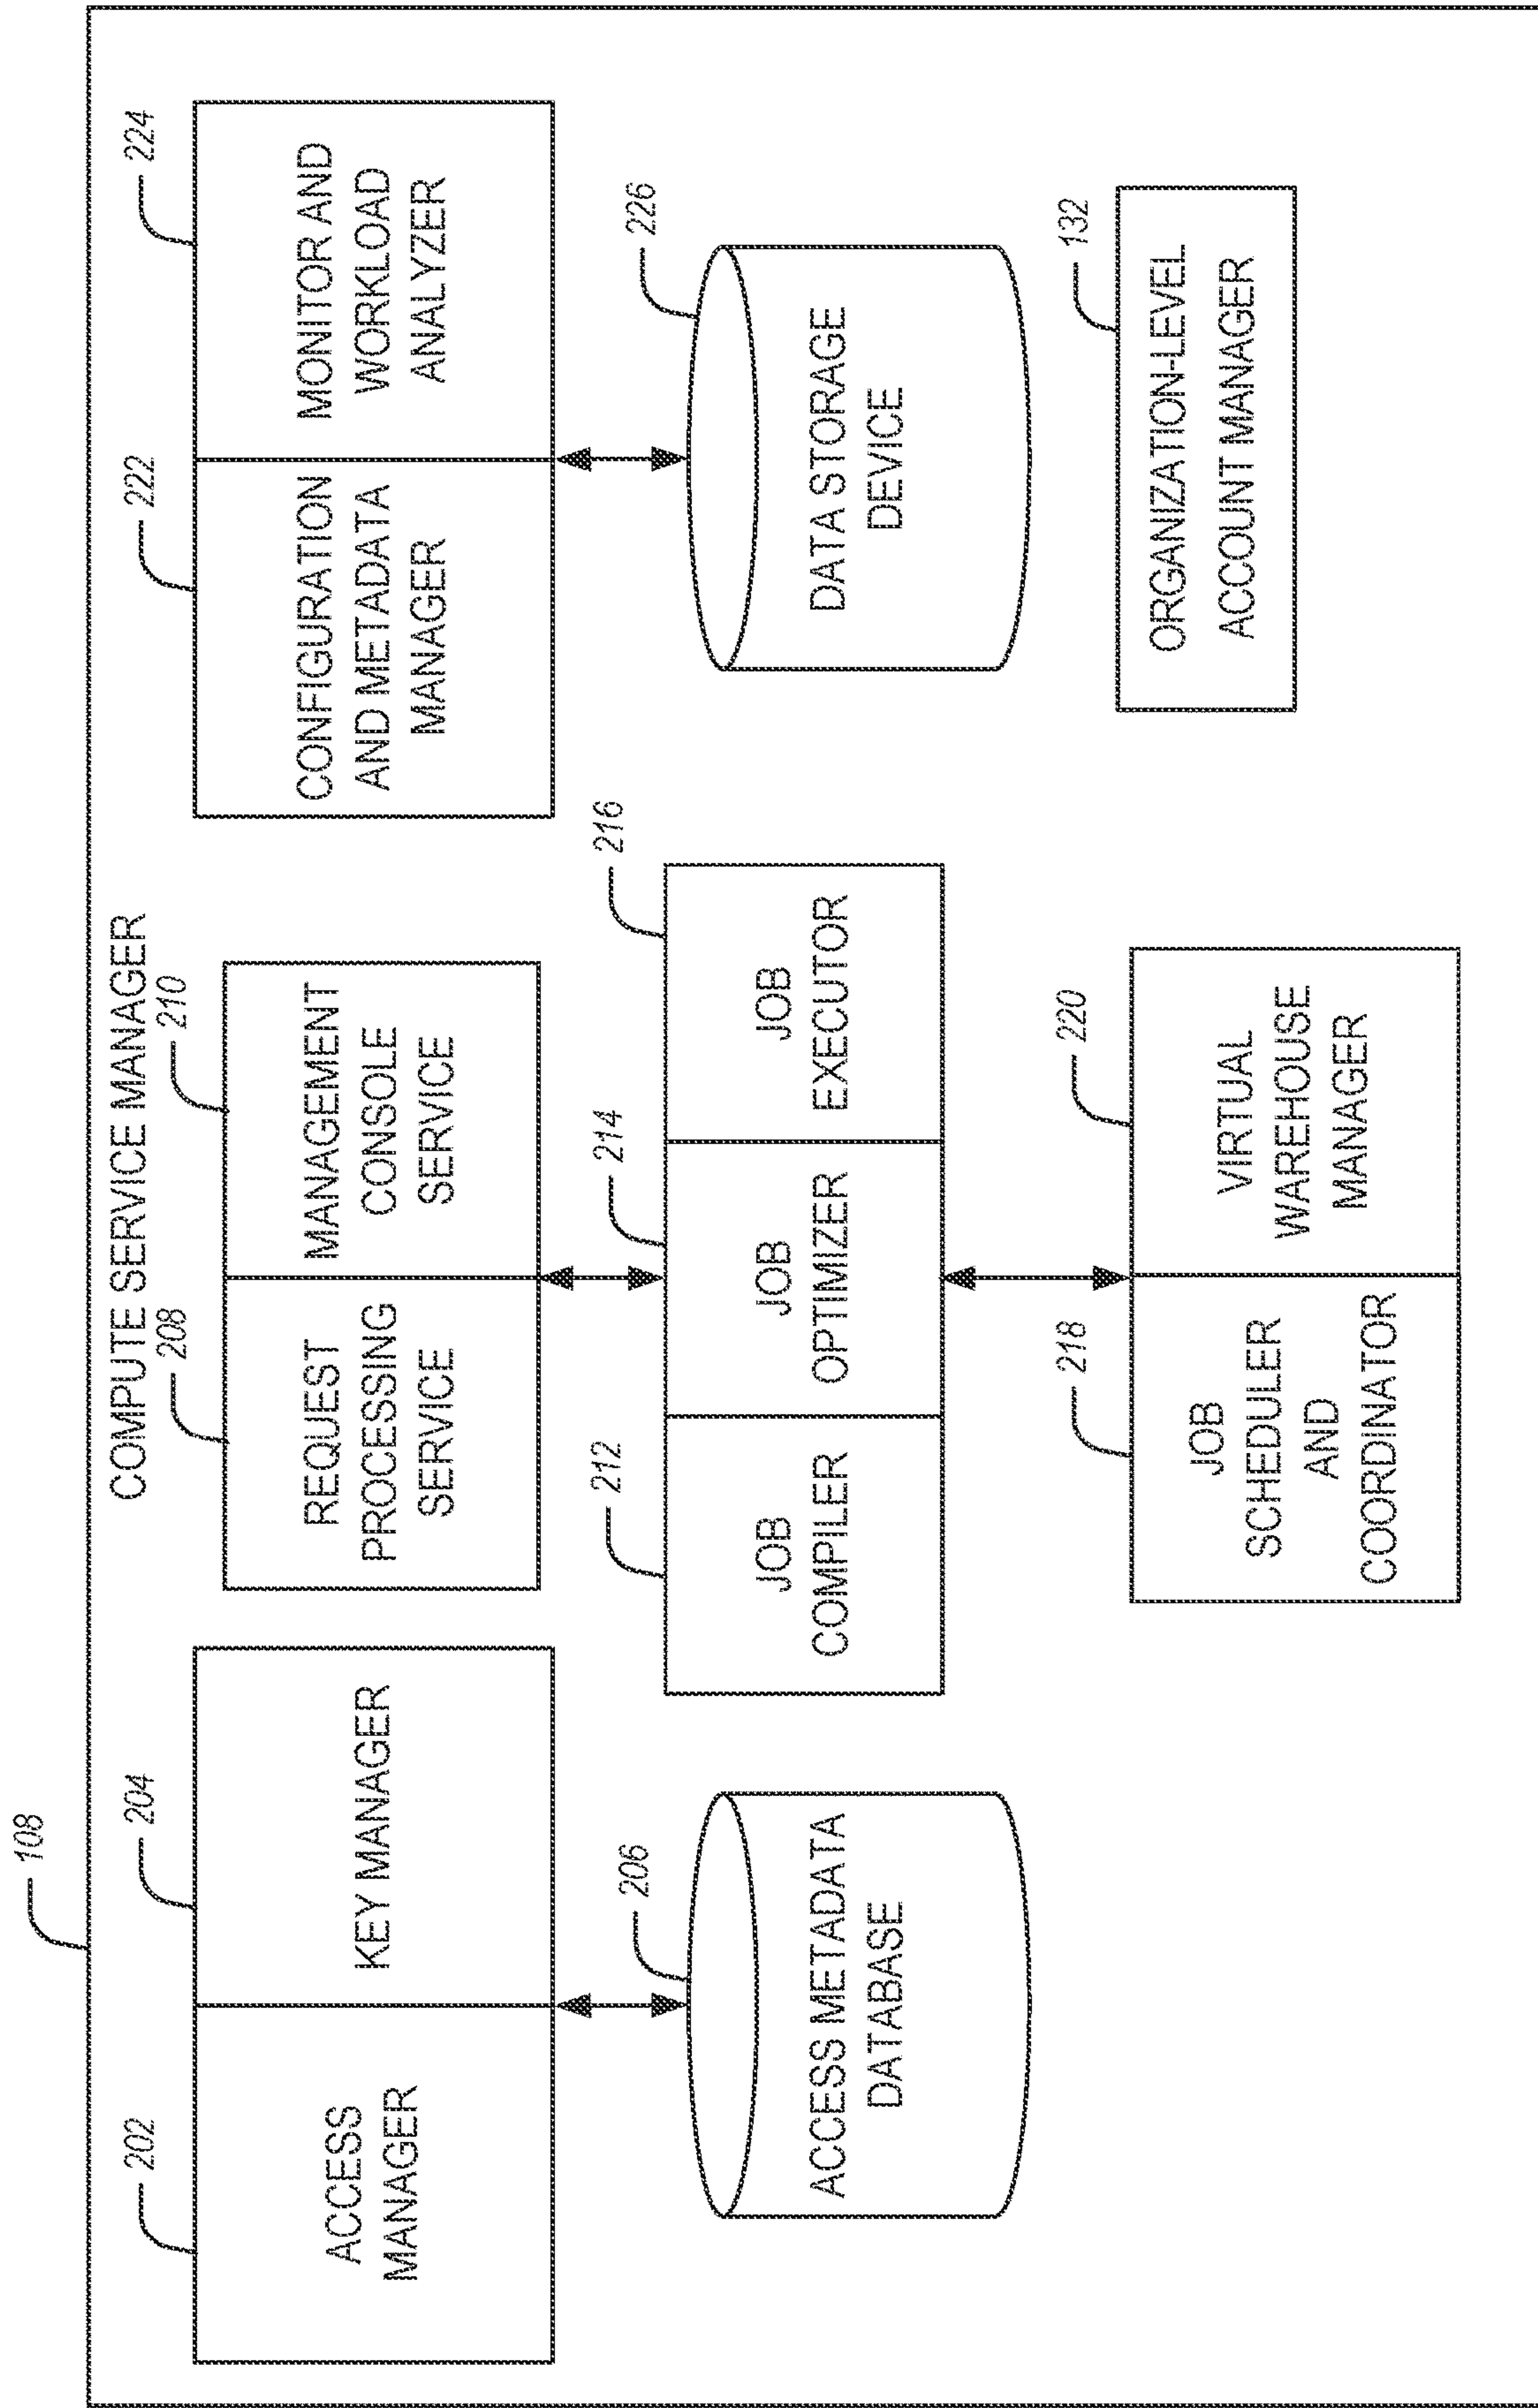 108
COMPUTE SERVICE MANAGER
202
204
ACCESS
MANAGER
KEY MANAGER
206
ACCESS METADATA
DATABASE
208
210
REQUEST
PROCESSING
SERVICE
MANAGEMENT
CONSOLE
SERVICE
212
214
216
JOB
COMPILER
JOB
OPTIMIZER
JOB
EXECUTOR
218
220
JOB
SCHEDULER
AND
COORDINATOR
VIRTUAL
WAREHOUSE
MANAGER
222
224
CONFIGURATION
AND METADATA
MANAGER
MONITOR AND
WORKLOAD
ANALYZER
226
DATA STORAGE
DEVICE
132
ORGANIZATION-LEVEL
ACCOUNT MANAGER